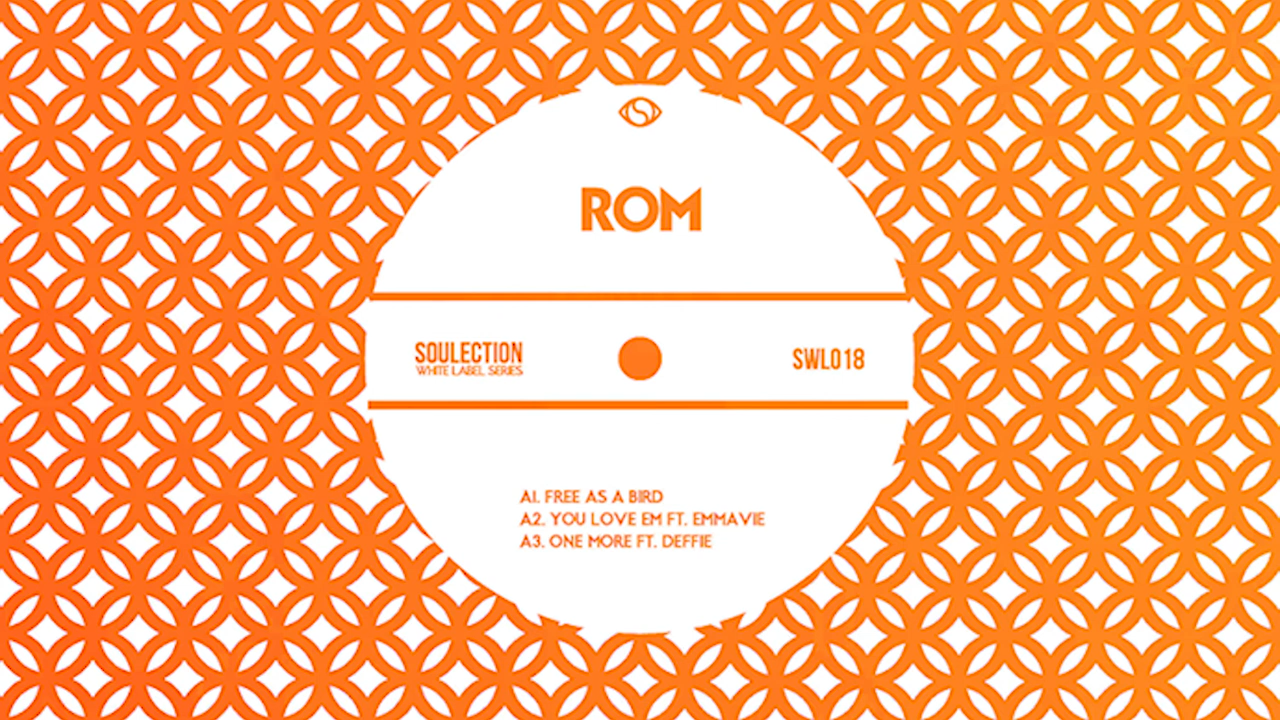 ROM
SOULECTION
WHITE LABEL SERIES
SWL018
A1. FREE AS A BIRD
A2. YOU LOVE EM FT. EMMAVIE
A3. ONE MORE FT. DEFFIE